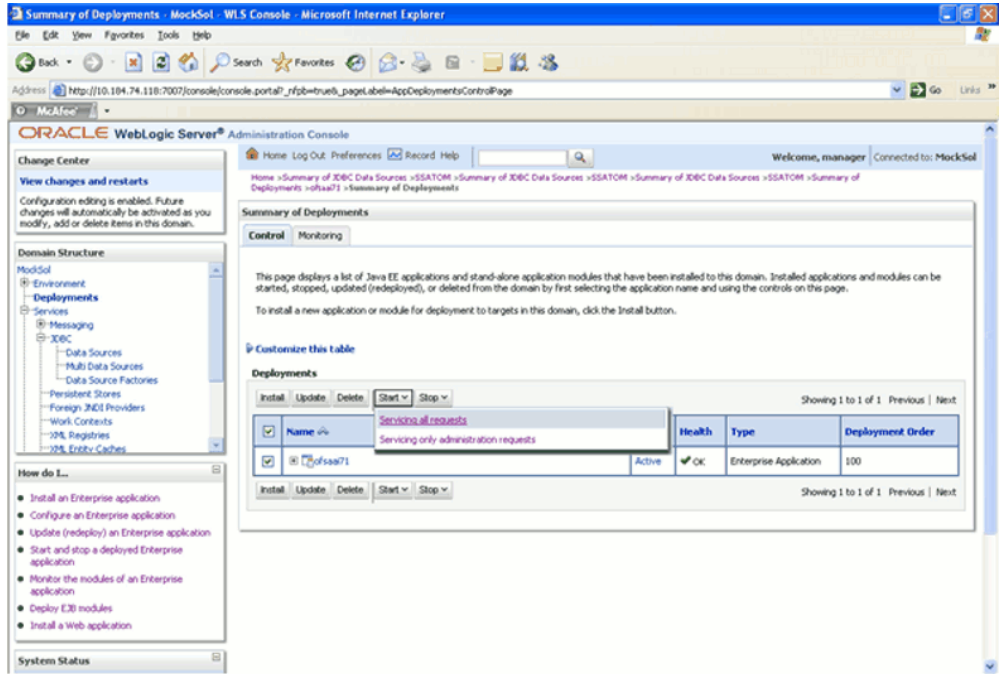 Summary of Deployments - MockSol - WLS Console - Microsoft Internet Explorer
File Edit View Favorites Tools Help
Back Search Favorites
Address http://10.184.74.118:7007/console/console.portal?_nfpb=true&_pageLabel=AppDeploymentsControlPage Go Links
McAfee
ORACLE WebLogic Server® Administration Console
Change Center
View changes and restarts
Configuration editing is enabled. Future
changes will automatically be activated as you
modify, add or delete items in this domain.
Domain Structure
MockSol
Environment
Deployments
Services
Messaging
JDBC
Data Sources
Multi Data Sources
Data Source Factories
Persistent Stores
Foreign JNDI Providers
Work Contexts
XML Registries
XML Entity Caches
How do I...
Install an Enterprise application
Configure an Enterprise application
Update (redeploy) an Enterprise application
Start and stop a deployed Enterprise
application
Monitor the modules of an Enterprise
application
Deploy EJB modules
Install a Web application
System Status
Home Log Out Preferences Record Help
Welcome, manager Connected to: MockSol
Home >Summary of JDBC Data Sources >SSATOM >Summary of JDBC Data Sources >SSATOM >Summary of JDBC Data Sources >SSATOM >Summary of
Deployments >ofsaai71 >Summary of Deployments
Summary of Deployments
Control Monitoring
This page displays a list of Java EE applications and stand-alone application modules that have been installed to this domain. Installed applications and modules can be
started, stopped, updated (redeployed), or deleted from the domain by first selecting the application name and using the controls on this page.
To install a new application or module for deployment to targets in this domain, click the Install button.
Customize this table
Deployments
Install Update Delete Start Stop Showing 1 to 1 of 1 Previous | Next
Servicing all requests
Servicing only administration requests
Name Health Type Deployment Order
ofsaai71 Active OK Enterprise Application 100
Install Update Delete Start Stop Showing 1 to 1 of 1 Previous | Next